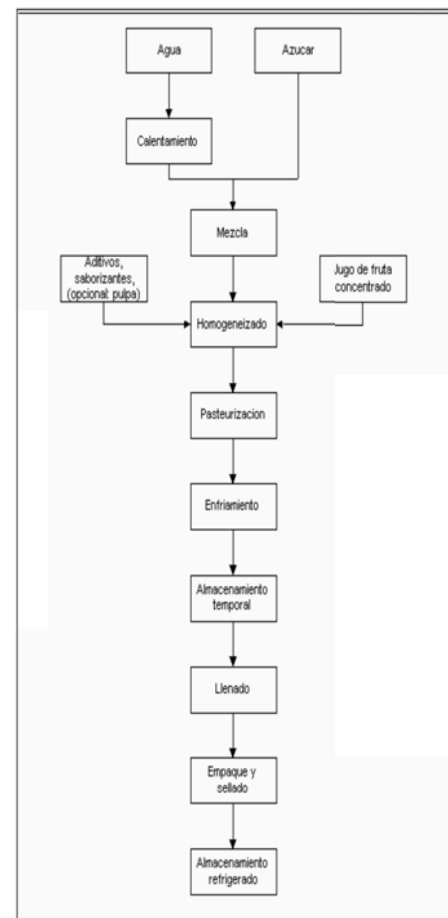 Agua
Azucar
Calentamiento
Mezcla
Aditivos,
saborizantes,
(opcional: pulpa)
Jugo de fruta
concentrado
Homogeneizado
Pasteurizacion
Enfriamiento
Almacenamiento
temporal
Llenado
Empaque y
sellado
Almacenamiento
refrigerado